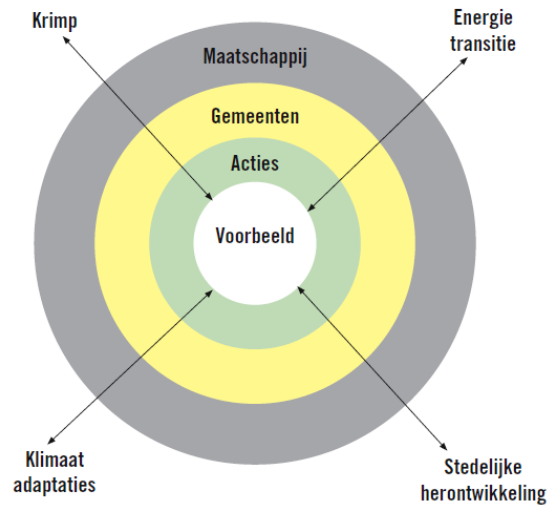 Krimp
Energie
transitie
Maatschappij
Gemeenten
Acties
Voorbeeld
Klimaat
adaptaties
Stedelijke
herontwikkeling